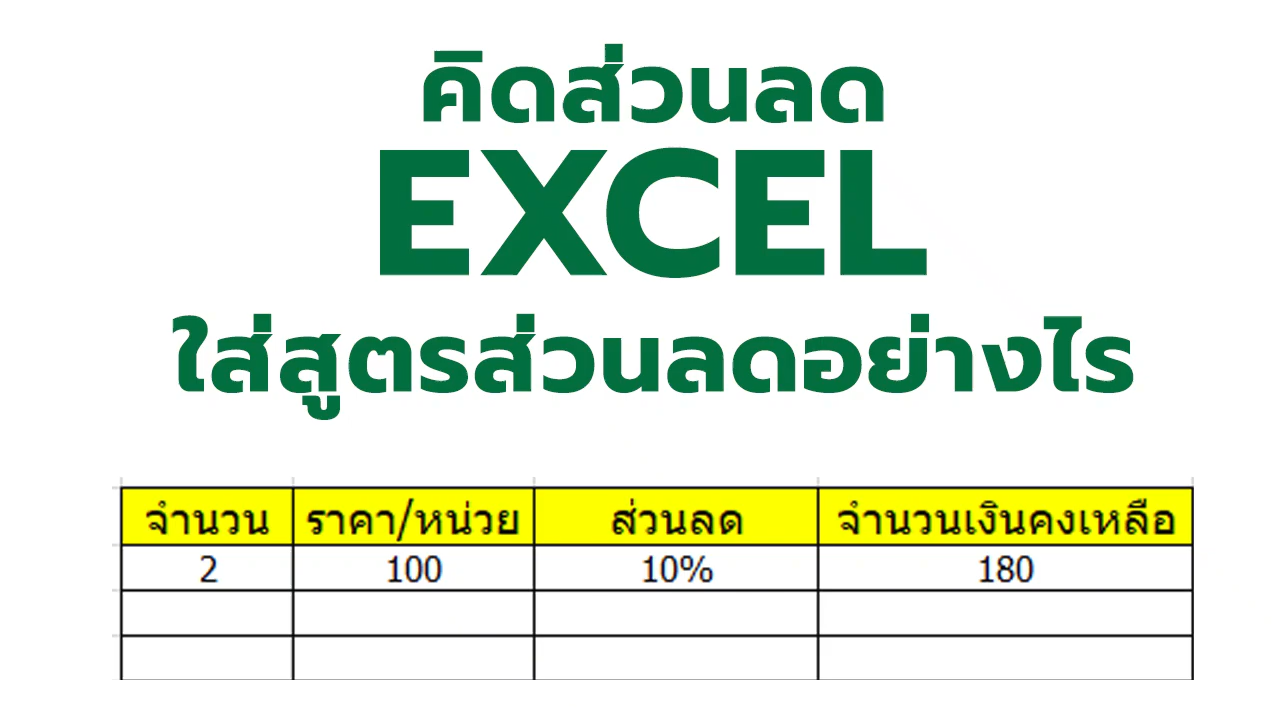 คิดส่วนลด
EXCEL
ใส่สูตรส่วนลดอย่างไร
จำนวน ราคา/หน่วย ส่วนลด จำนวนเงินคงเหลือ
2 100 10% 180